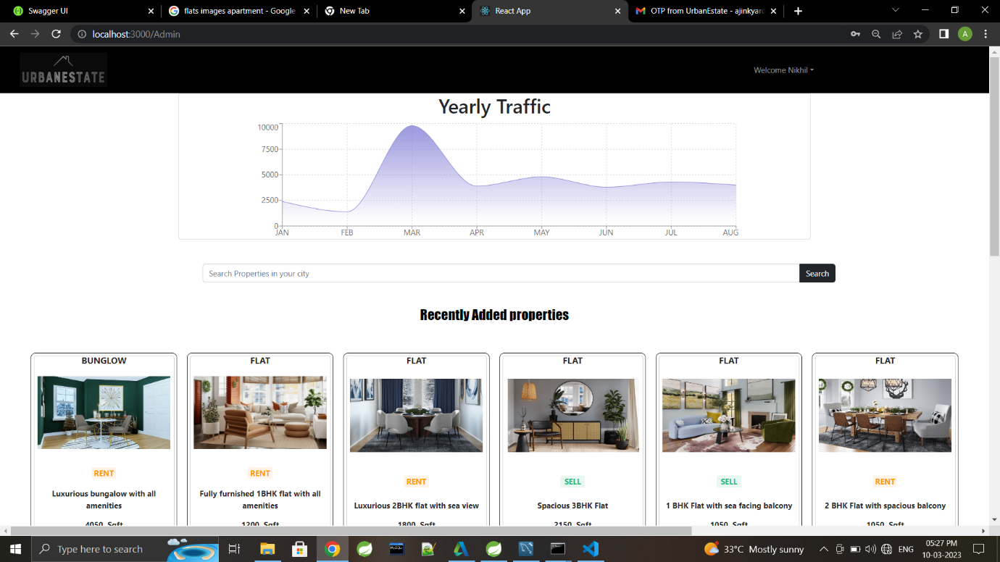 Swagger UI
flats images apartment - Google
New Tab
React App
OTP from UrbanEstate - ajinkyar
localhost:3000/Admin
A
URBANESTATE
Welcome Nikhil
Yearly Traffic
10000
7500
5000
2500
0
JAN FEB MAR APR MAY JUN JUL AUG
Search Properties in your city
Search
Recently Added properties
BUNGLOW
RENT
Luxurious bungalow with all
amenities
4050 Sqft
FLAT
RENT
Fully furnished 1BHK flat with all
amenities
1200 Sqft
FLAT
RENT
Luxurious 2BHK flat with sea view
1800 Sqft
FLAT
SELL
Spacious 3BHK Flat
2150 Sqft
FLAT
SELL
1 BHK Flat with sea facing balcony
1050 Sqft
FLAT
RENT
2 BHK Flat with spacious balcony
1050 Sqft
Type here to search
33°C Mostly sunny
ENG
05:27 PM
10-03-2023